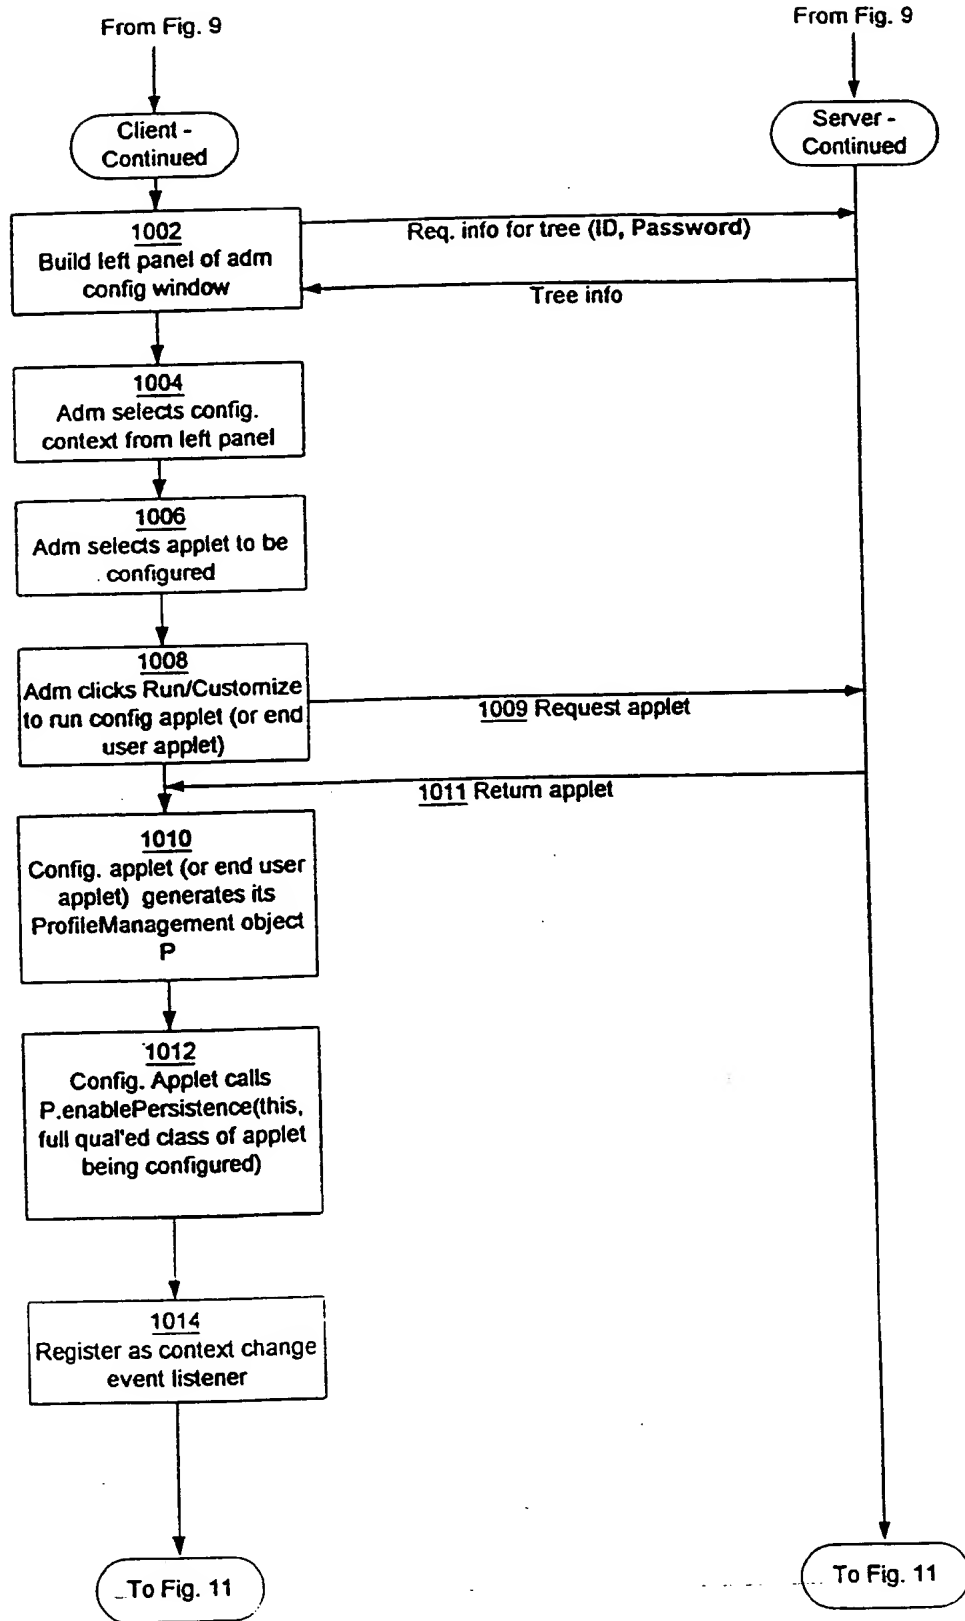 From Fig. 9
From Fig. 9
Client -
Continued
Server -
Continued
1002
Build left panel of adm
config window
Req. info for tree (ID, Password)
Tree info
1004
Adm selects config.
context from left panel
1006
Adm selects applet to be
configured
1008
Adm clicks Run/Customize
to run config applet (or end
user applet)
1009 Request applet
1011 Return applet
1010
Config. applet (or end user
applet) generates its
ProfileManagement object
P
1012
Config. Applet calls
P.enablePersistence(this,
full qual'ed class of applet
being configured)
1014
Register as context change
event listener
To Fig. 11
To Fig. 11